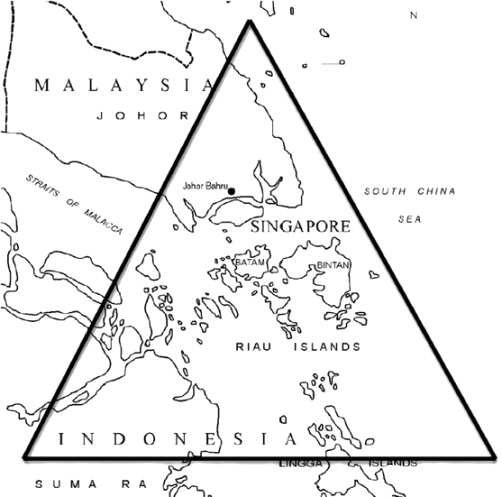 N
MALAYSIA
JOHOR
Johor Bahru
STRAITS OF MALACCA
SOUTH CHINA
SEA
SINGAPORE
BATAM
BINTAN
RIAU ISLANDS
INDONESIA
LINGGA ISLANDS
SUMA RA